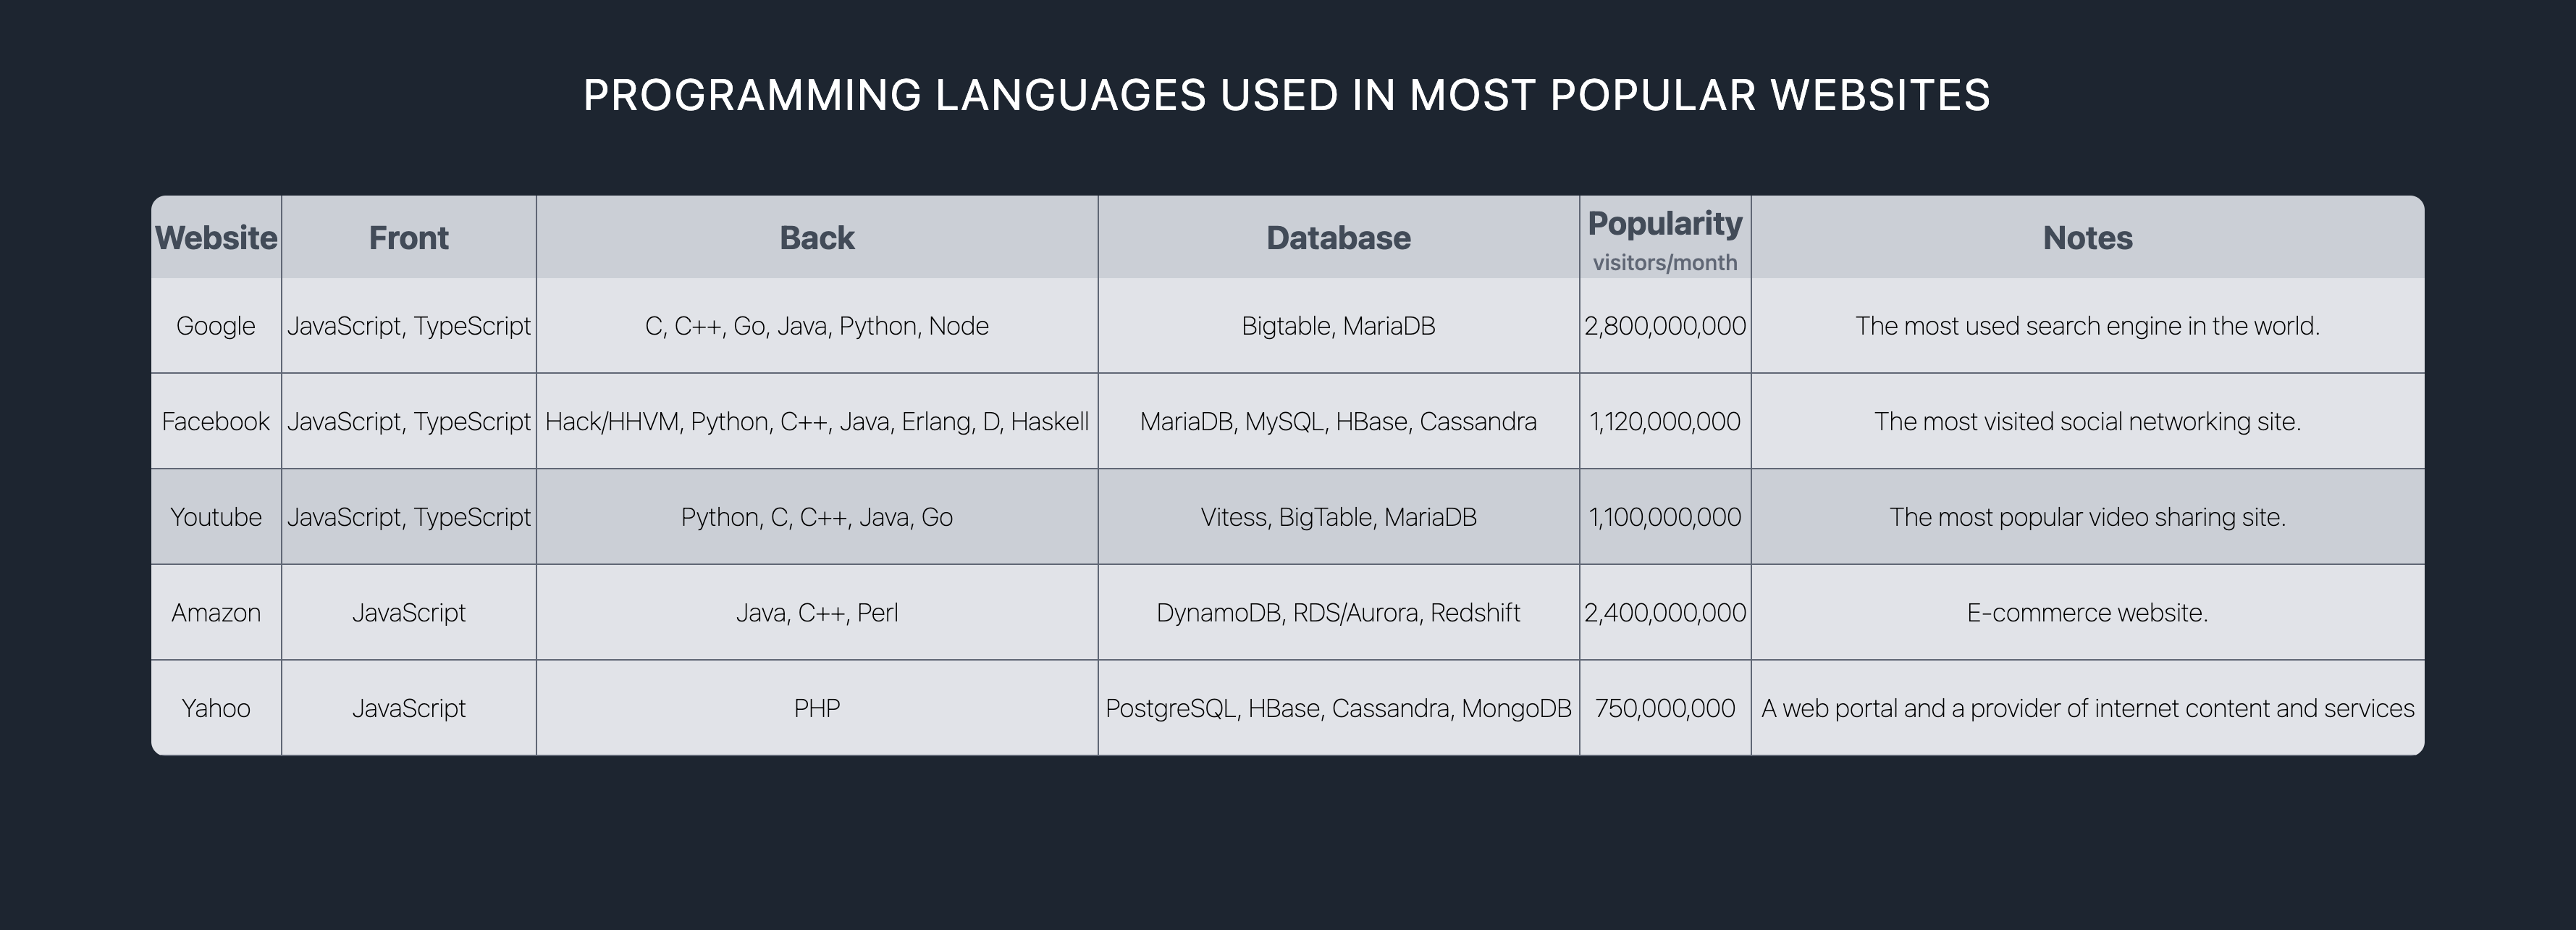 PROGRAMMING LANGUAGES USED IN MOST POPULAR WEBSITES
Website Front Back Database Popularity visitors/month Notes
Google JavaScript, TypeScript C, C++, Go, Java, Python, Node Bigtable, MariaDB 2,800,000,000 The most used search engine in the world.
Facebook JavaScript, TypeScript Hack/HHVM, Python, C++, Java, Erlang, D, Haskell MariaDB, MySQL, HBase, Cassandra 1,120,000,000 The most visited social networking site.
Youtube JavaScript, TypeScript Python, C, C++, Java, Go Vitess, BigTable, MariaDB 1,100,000,000 The most popular video sharing site.
Amazon JavaScript Java, C++, Perl DynamoDB, RDS/Aurora, Redshift 2,400,000,000 E-commerce website.
Yahoo JavaScript PHP PostgreSQL, HBase, Cassandra, MongoDB 750,000,000 A web portal and a provider of internet content and services